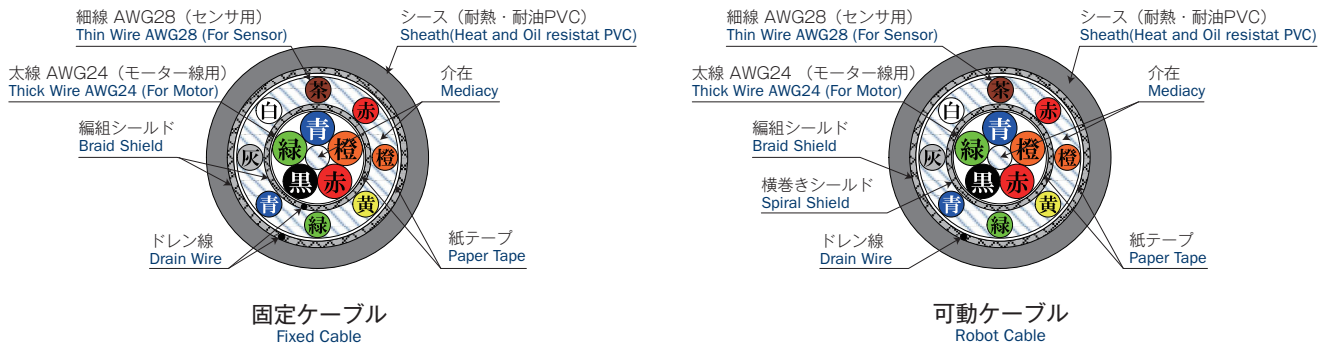 細線 AWG28（センサ用）
Thin Wire AWG28 (For Sensor)
シース（耐熱・耐油PVC）
Sheath(Heat and Oil resistat PVC)
太線 AWG24 （モーター線用）
Thick Wire AWG24 (For Motor)
介在
Mediacy
編組シールド
Braid Shield
ドレン線
Drain Wire
紙テープ
Paper Tape
茶
白
赤
青
緑
橙
灰
橙
黒
赤
青
黄
緑
固定ケーブル
Fixed Cable
細線 AWG28（センサ用）
Thin Wire AWG28 (For Sensor)
シース（耐熱・耐油PVC）
Sheath(Heat and Oil resistat PVC)
太線 AWG24 （モーター線用）
Thick Wire AWG24 (For Motor)
介在
Mediacy
編組シールド
Braid Shield
横巻きシールド
Spiral Shield
ドレン線
Drain Wire
紙テープ
Paper Tape
茶
白
赤
青
緑
橙
灰
橙
黒
赤
青
黄
緑
可動ケーブル
Robot Cable